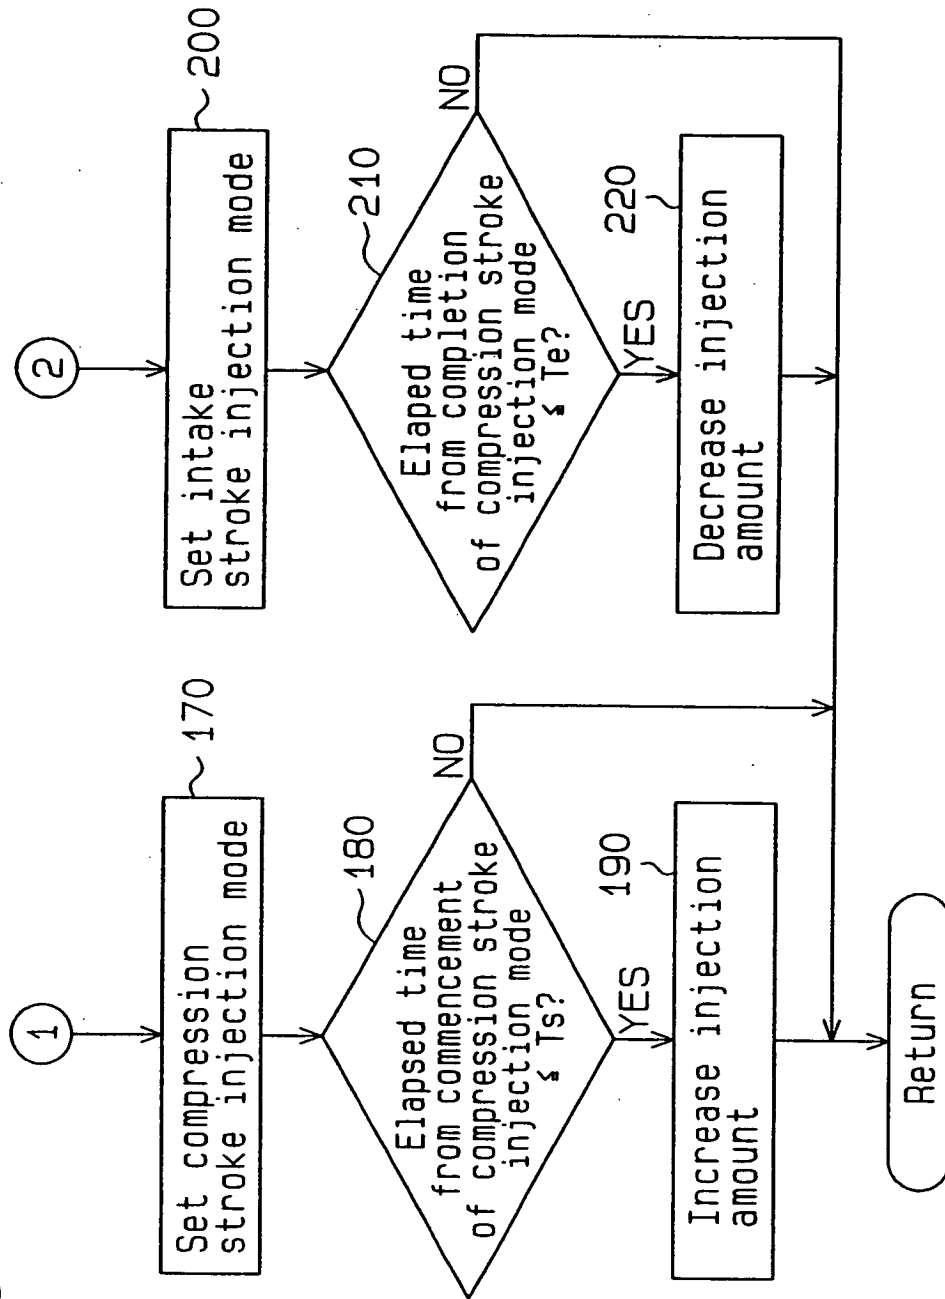 1
Set compression
stroke injection mode
170
Elapsed time
from commencement
of compression stroke
injection mode
≦ Ts?
180
NO
YES
Increase injection
amount
190
Return
2
Set intake
stroke injection mode
200
Elaped time
from completion
of compression stroke
injection mode
≦ Te?
210
NO
YES
Decrease injection
amount
220